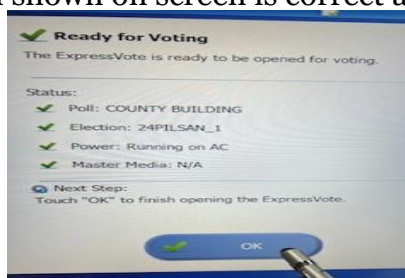 shown on screen is correct a
Ready for Voting
The ExpressVote is ready to be opened for voting.
Status:
Poll: COUNTY BUILDING
Election: 24PILSAN_1
Power: Running on AC
Master Media: N/A
Next Step:
Touch "OK" to finish opening the ExpressVote.
OK